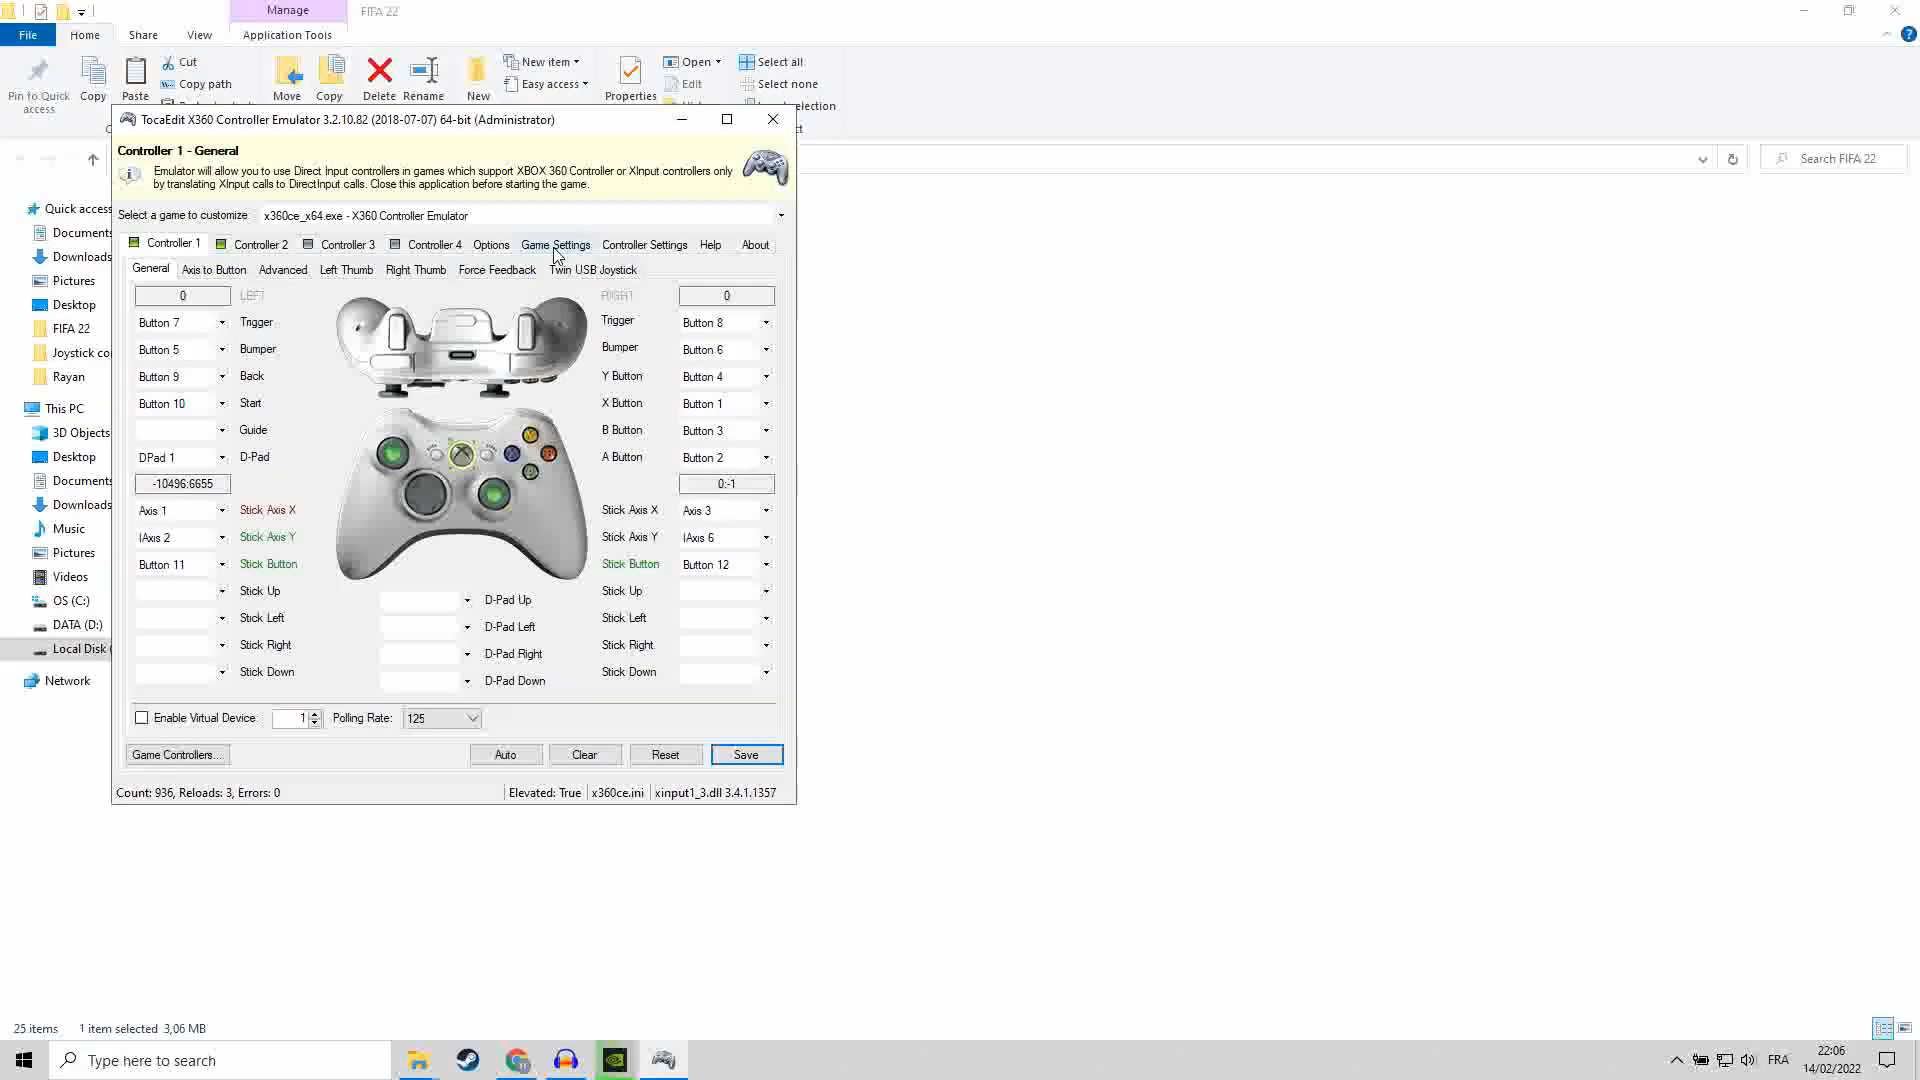 Manage
FIFA 22
File
Home
Share
View
Application Tools
Pin to Quick
access
Copy
Paste
Cut
Copy path
Move
Copy
Delete
Rename
New
New item
Easy access
Properties
Open
Edit
Select all
Select none
Search FIFA 22
TocaEdit X360 Controller Emulator 3.2.10.82 (2018-07-07) 64-bit (Administrator)
Controller 1 - General
Emulator will allow you to use Direct Input controllers in games which support XBOX 360 Controller or XInput controllers only
by translating XInput calls to DirectInput calls. Close this application before starting the game.
Select a game to customize:
x360ce_x64.exe - X360 Controller Emulator
Controller 1
Controller 2
Controller 3
Controller 4
Options
Game Settings
Controller Settings
Help
About
General
Axis to Button
Advanced
Left Thumb
Right Thumb
Force Feedback
Twin USB Joystick
0
LEFT
RIGHT
0
Button 7
Trigger
Trigger
Button 8
Button 5
Bumper
Bumper
Button 6
Button 9
Back
Y Button
Button 4
Button 10
Start
X Button
Button 1
Guide
B Button
Button 3
DPad 1
D-Pad
A Button
Button 2
-10496:6655
0:-1
Axis 1
Stick Axis X
Stick Axis X
Axis 3
IAxis 2
Stick Axis Y
Stick Axis Y
IAxis 6
Button 11
Stick Button
Stick Button
Button 12
Stick Up
D-Pad Up
Stick Up
Stick Left
D-Pad Left
Stick Left
Stick Right
D-Pad Right
Stick Right
Stick Down
D-Pad Down
Stick Down
Enable Virtual Device:
1
Polling Rate:
125
Game Controllers...
Auto
Clear
Reset
Save
Count: 936, Reloads: 3, Errors: 0
Elevated: True
x360ce.ini
xinput1_3.dll 3.4.1.1357
Quick access
Documents
Downloads
Pictures
Desktop
FIFA 22
Joystick co
Rayan
This PC
3D Objects
Desktop
Documents
Downloads
Music
Pictures
Videos
OS (C:)
DATA (D:)
Local Disk
Network
25 items
1 item selected 3,06 MB
Type here to search
FRA
22:06
14/02/2022